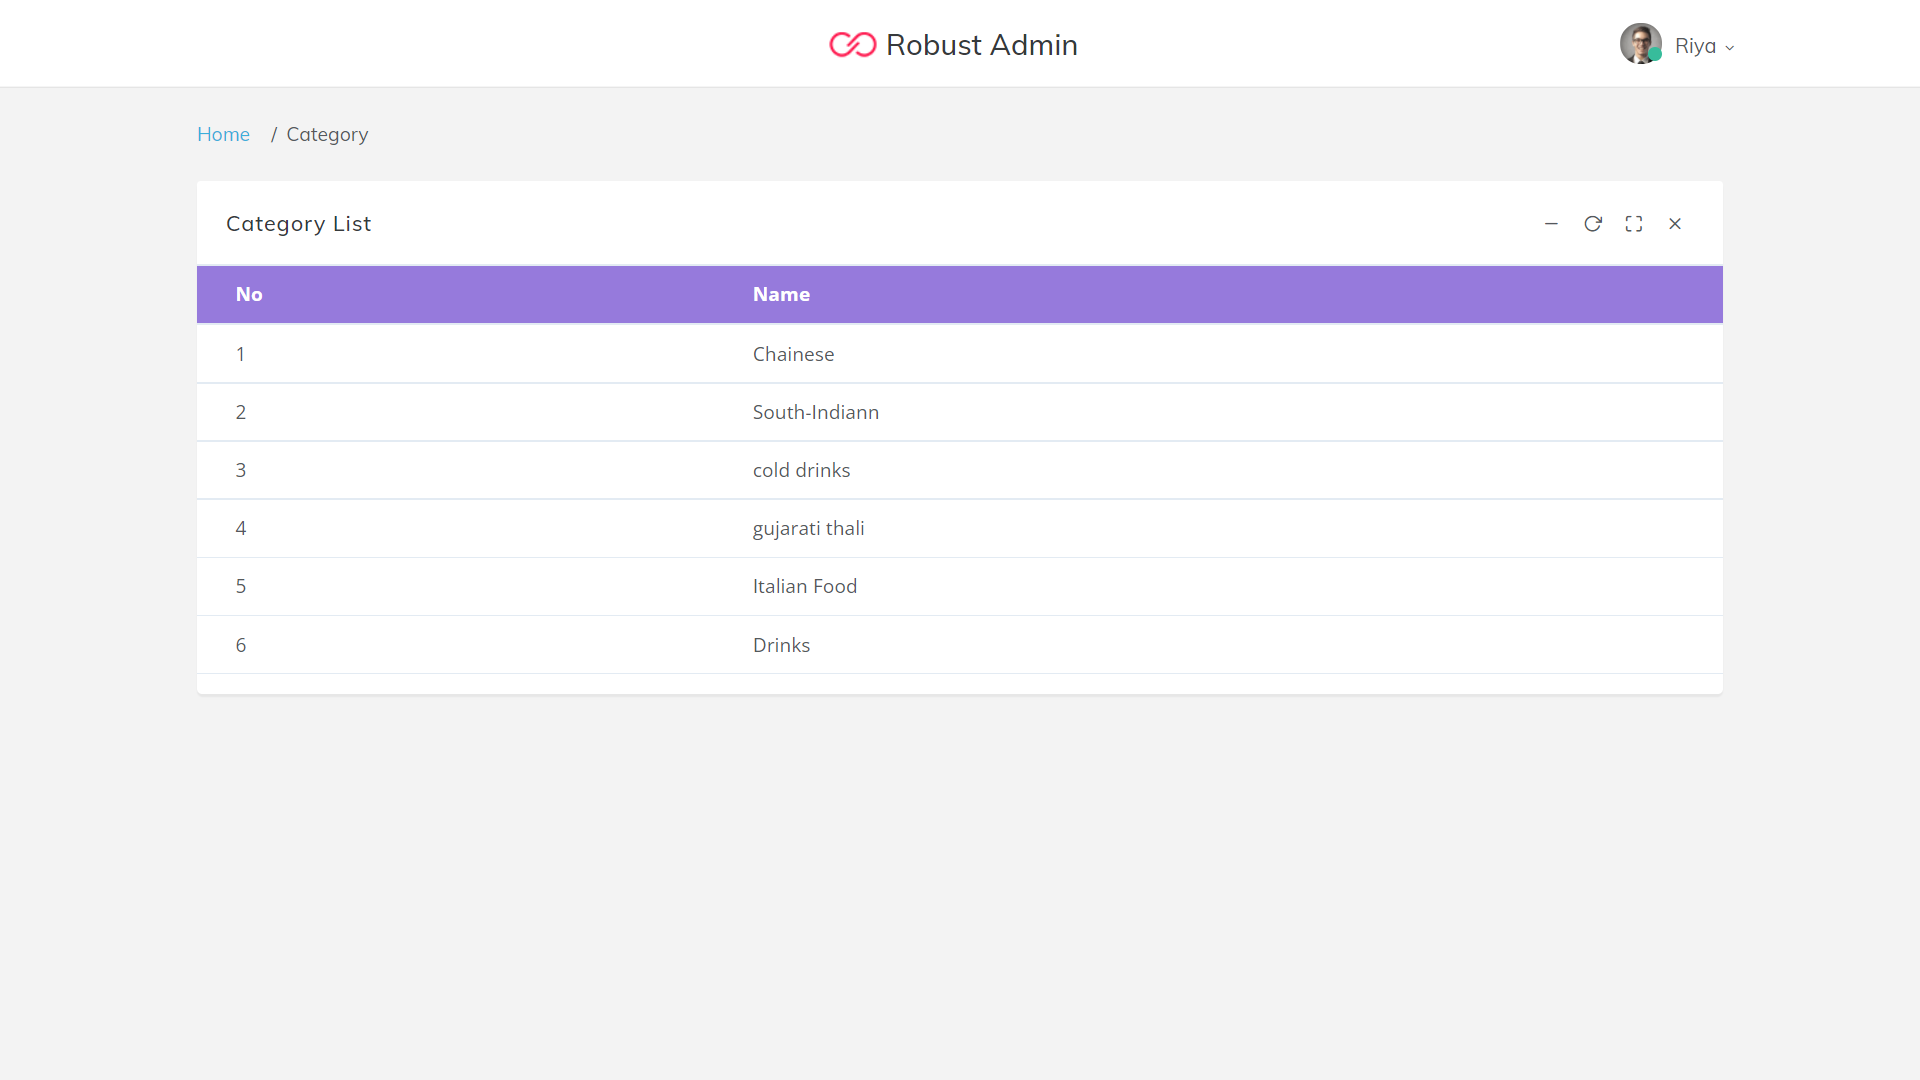 Robust Admin
Riya
Home / Category
Category List
No Name
1 Chainese
2 South-Indiann
3 cold drinks
4 gujarati thali
5 Italian Food
6 Drinks